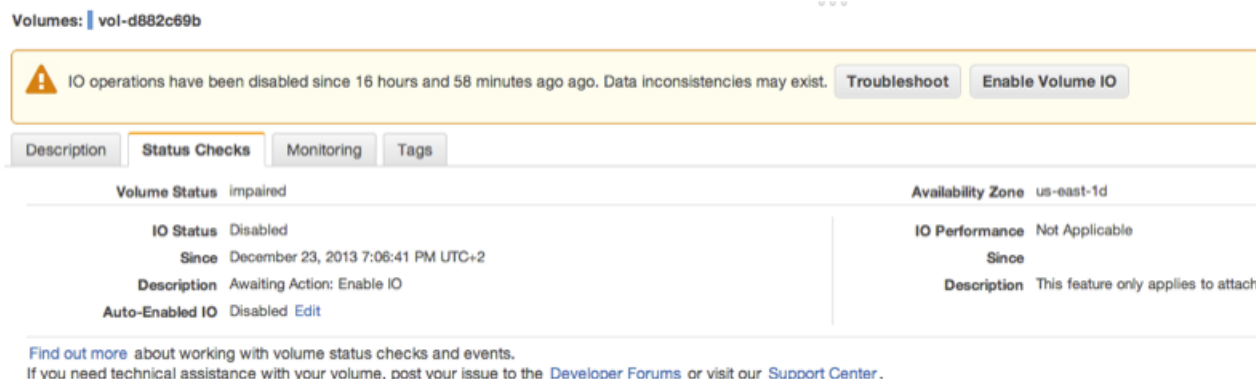 Volumes: vol-d882c69b
IO operations have been disabled since 16 hours and 58 minutes ago ago. Data inconsistencies may exist. Troubleshoot Enable Volume IO
Description Status Checks Monitoring Tags
Volume Status impaired Availability Zone us-east-1d
IO Status Disabled IO Performance Not Applicable
Since December 23, 2013 7:06:41 PM UTC+2 Since
Description Awaiting Action: Enable IO Description This feature only applies to attach
Auto-Enabled IO Disabled Edit
Find out more about working with volume status checks and events.
If you need technical assistance with your volume, post your issue to the Developer Forums or visit our Support Center.